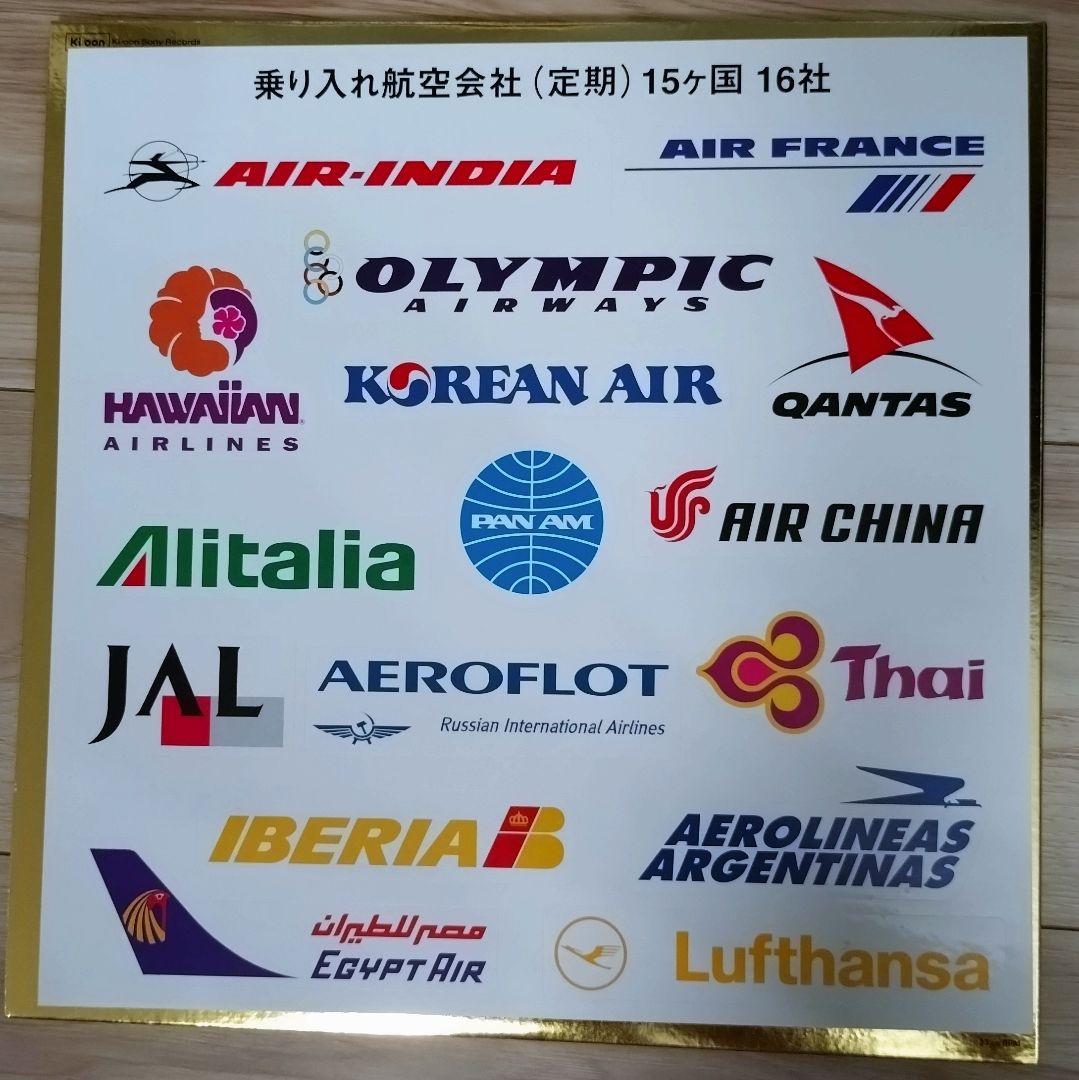 Ki/oon Ki/oon Sony Records
乗り入れ航空会社(定期)15ヶ国 16社
AIR-INDIA
AIR FRANCE
OLYMPIC
AIRWAYS
HAWAIIAN
AIRLINES
KOREAN AIR
QANTAS
PAN AM
AIR CHINA
Alitalia
JAL
AEROFLOT
Russian International Airlines
Thai
IBERIA
AEROLINEAS
ARGENTINAS
مصر للطيران
EGYPTAIR
Lufthansa